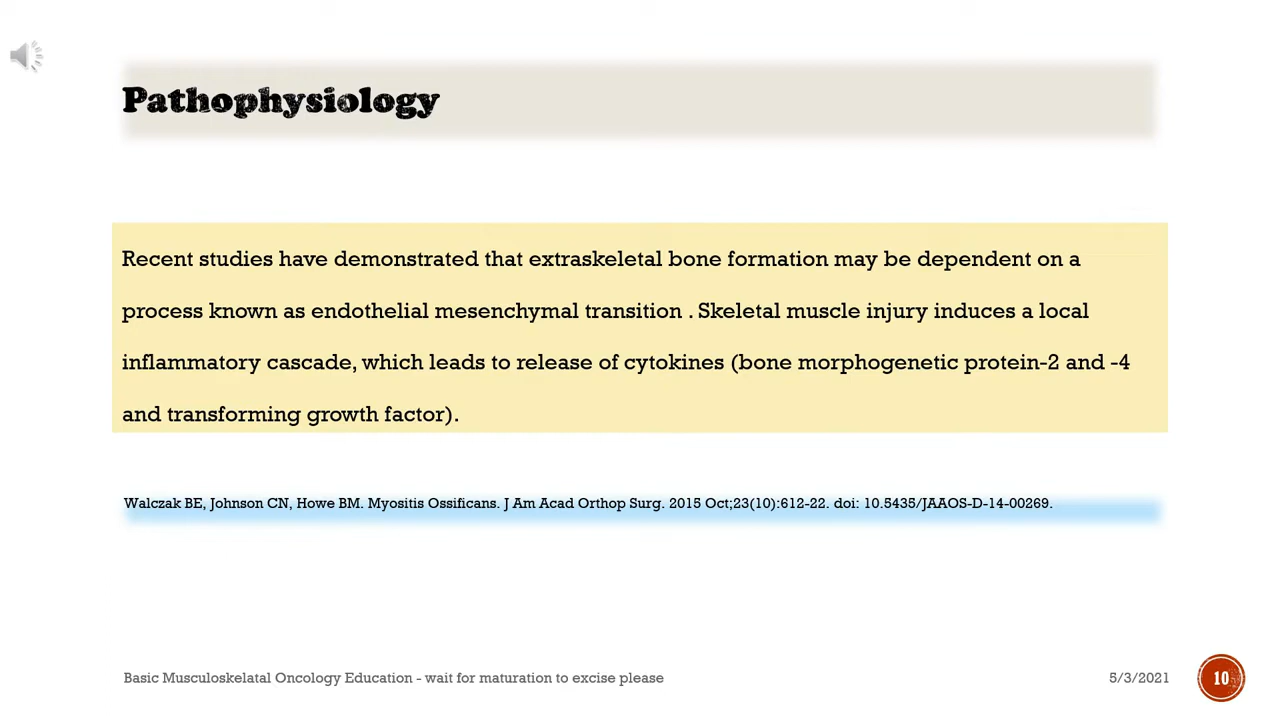 Pathophysiology
Recent studies have demonstrated that extraskeletal bone formation may be dependent on a
process known as endothelial mesenchymal transition . Skeletal muscle injury induces a local
inflammatory cascade, which leads to release of cytokines (bone morphogenetic protein-2 and -4
and transforming growth factor).
Walczak BE, Johnson CN, Howe BM. Myositis Ossificans. J Am Acad Orthop Surg. 2015 Oct;23(10):612-22. doi: 10.5435/JAAOS-D-14-00269.
Basic Musculoskelatal Oncology Education - wait for maturation to excise please
5/3/2021
10